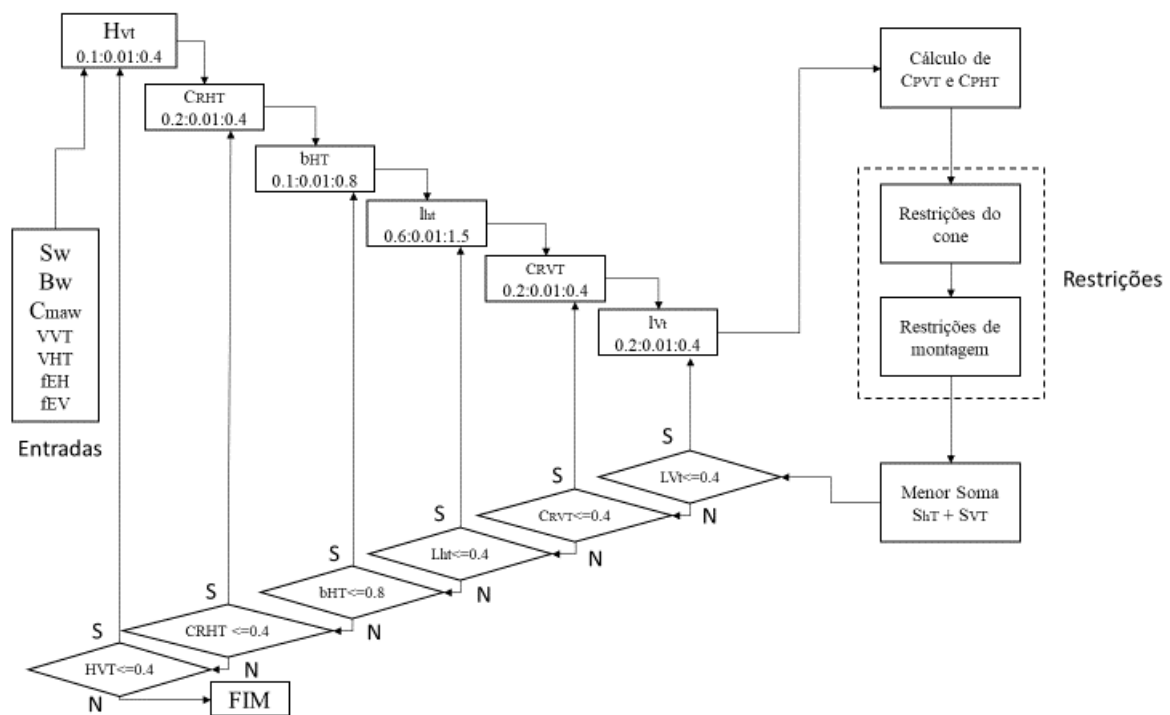 Hvt
0.1:0.01:0.4
CRHT
0.2:0.01:0.4
bHT
0.1:0.01:0.8
lht
0.6:0.01:1.5
CRVT
0.2:0.01:0.4
lVt
0.2:0.01:0.4
Cálculo de
CPVT e CPHT
Restrições do
cone
Restrições de
montagem
Restrições
Menor Soma
ShT + SVT
Sw
Bw
Cmaw
VVT
VHT
fEH
fEV
Entradas
S
LVt<=0.4
N
S
CRVT<=0.4
N
S
Lht<=0.4
N
S
bHT<=0.8
N
S
CRHT <=0.4
N
S
HVT<=0.4
N
FIM